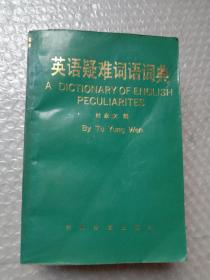 英语疑难词语词典
A DICTIONARY OF ENGLISH
PECULIARITES
By Tu Yung Wen